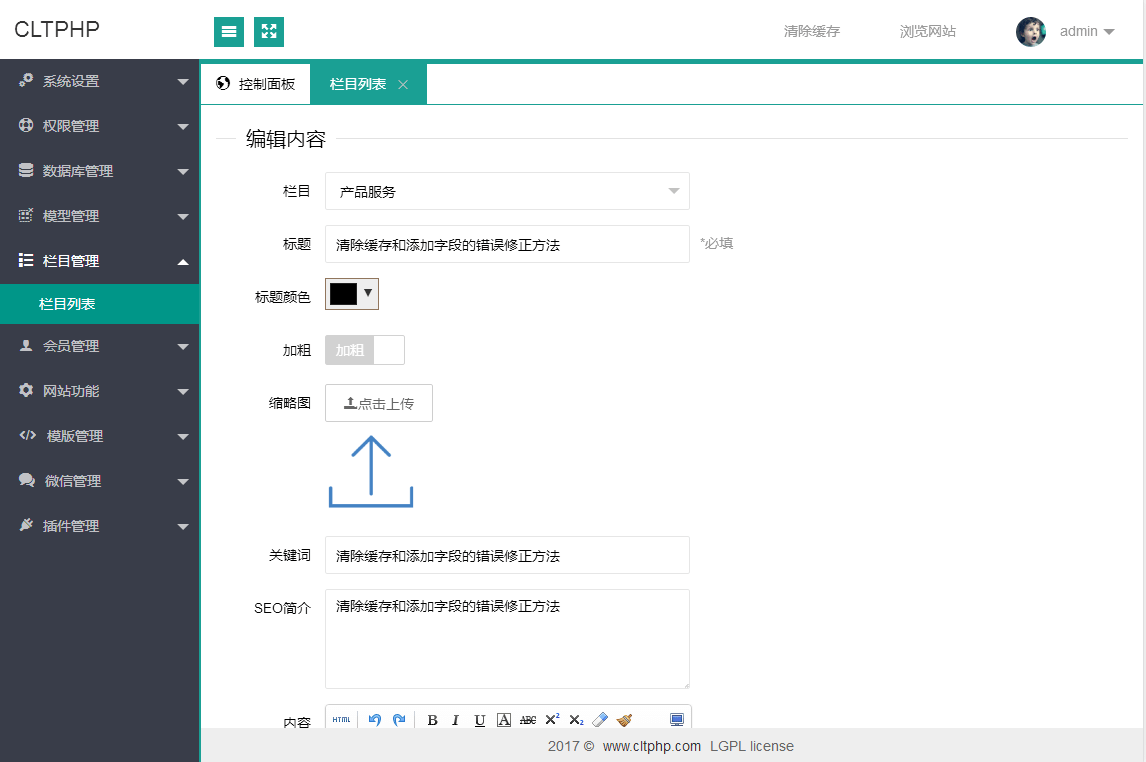 CLTPHP
清除缓存 浏览网站 admin
系统设置
权限管理
数据库管理
模型管理
栏目管理
栏目列表
会员管理
网站功能
模版管理
微信管理
插件管理
控制面板 栏目列表
编辑内容
栏目 产品服务
标题 清除缓存和添加字段的错误修正方法 *必填
标题颜色
加粗 加粗
缩略图 点击上传
关键词 清除缓存和添加字段的错误修正方法
SEO简介 清除缓存和添加字段的错误修正方法
内容 HTML B I U A ABC X² X₂
2017 © www.cltphp.com LGPL license